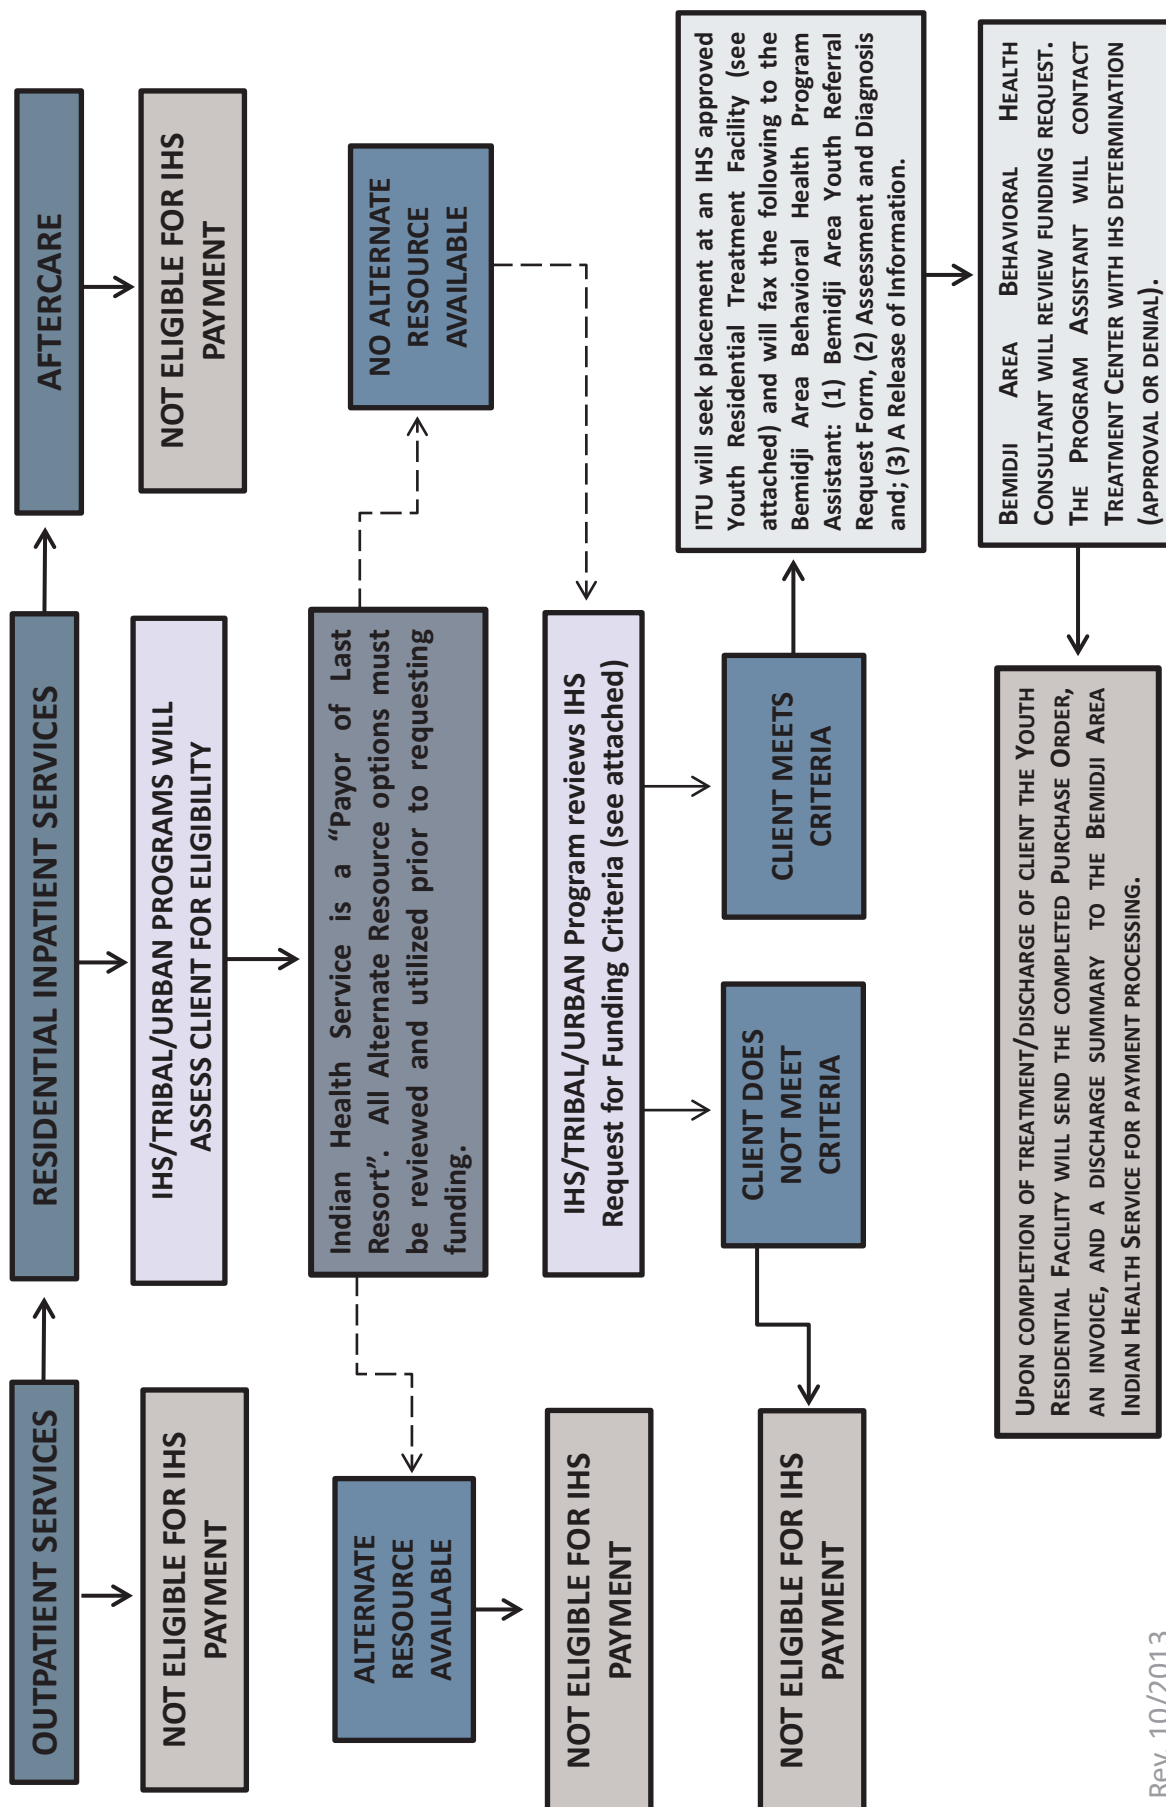 OUTPATIENT SERVICES
RESIDENTIAL INPATIENT SERVICES
AFTERCARE
NOT ELIGIBLE FOR IHS
PAYMENT
IHS/TRIBAL/URBAN PROGRAMS WILL
ASSESS CLIENT FOR ELIGIBILITY
NOT ELIGIBLE FOR IHS
PAYMENT
Indian Health Service is a “Payor of Last
Resort”. All Alternate Resource options must
be reviewed and utilized prior to requesting
funding.
ALTERNATE
RESOURCE
AVAILABLE
NO ALTERNATE
RESOURCE
AVAILABLE
NOT ELIGIBLE FOR IHS
PAYMENT
IHS/TRIBAL/URBAN Program reviews IHS
Request for Funding Criteria (see attached)
CLIENT DOES
NOT MEET
CRITERIA
CLIENT MEETS
CRITERIA
NOT ELIGIBLE FOR IHS
PAYMENT
ITU will seek placement at an IHS approved
Youth Residential Treatment Facility (see
attached) and will fax the following to the
Bemidji Area Behavioral Health Program
Assistant: (1) Bemidji Area Youth Referral
Request Form, (2) Assessment and Diagnosis
and; (3) A Release of Information.
BEMIDJI AREA BEHAVIORAL HEALTH
CONSULTANT WILL REVIEW FUNDING REQUEST.
THE PROGRAM ASSISTANT WILL CONTACT
TREATMENT CENTER WITH IHS DETERMINATION
(APPROVAL OR DENIAL).
UPON COMPLETION OF TREATMENT/DISCHARGE OF CLIENT THE YOUTH
RESIDENTIAL FACILITY WILL SEND THE COMPLETED PURCHASE ORDER,
AN INVOICE, AND A DISCHARGE SUMMARY TO THE BEMIDJI AREA
INDIAN HEALTH SERVICE FOR PAYMENT PROCESSING.
Rev. 10/2013